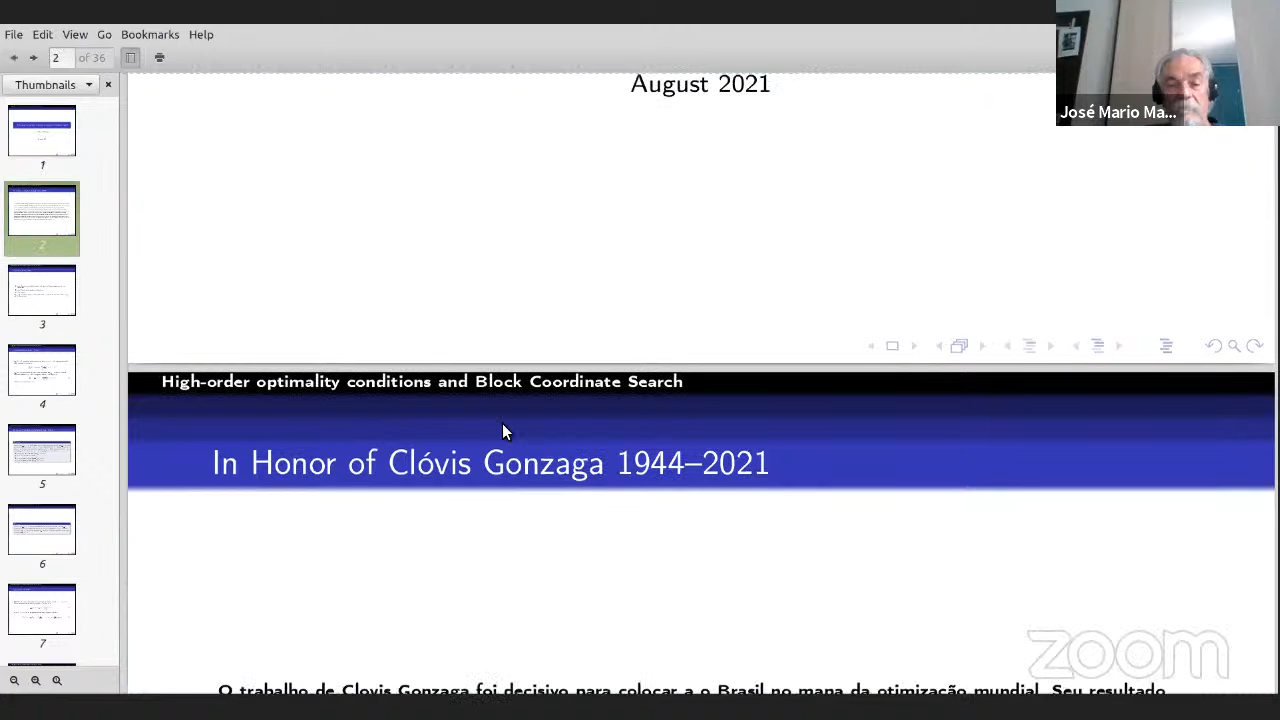 File Edit View Go Bookmarks Help
2 of 36
Thumbnails
August 2021
José Mario Ma...
1
2
3
4
5
6
7
High-order optimality conditions and Block Coordinate Search
In Honor of Clóvis Gonzaga 1944–2021
zoom
O trabalho de Clovis Gonzaga foi decisivo para colocar a o Brasil no mapa da otimização mundial. Seu resultado